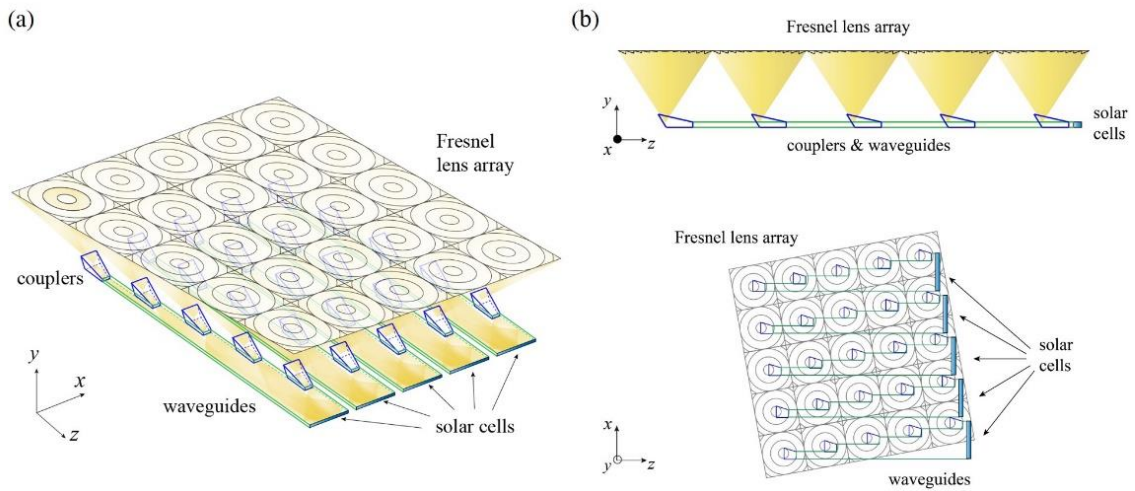 (a)
Fresnel
lens array
couplers
waveguides
solar cells
y
x
z
(b)
Fresnel lens array
y
x
z
couplers & waveguides
solar
cells
Fresnel lens array
solar
cells
x
y
z
waveguides